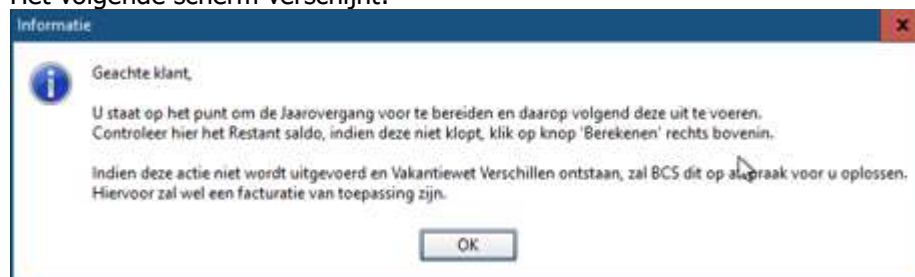 Het volgende scherm verschijnt:
Informatie
Geachte klant,
U staat op het punt om de Jaarovergang voor te bereiden en daarop volgend deze uit te voeren.
Controleer hier het Restant saldo, indien deze niet klopt, klik op knop 'Berekenen' rechts bovenin.
Indien deze actie niet wordt uitgevoerd en Vakantiewet Verschillen ontstaan, zal BCS dit op afspraak voor u oplossen.
Hiervoor zal wel een facturatie van toepassing zijn.
OK